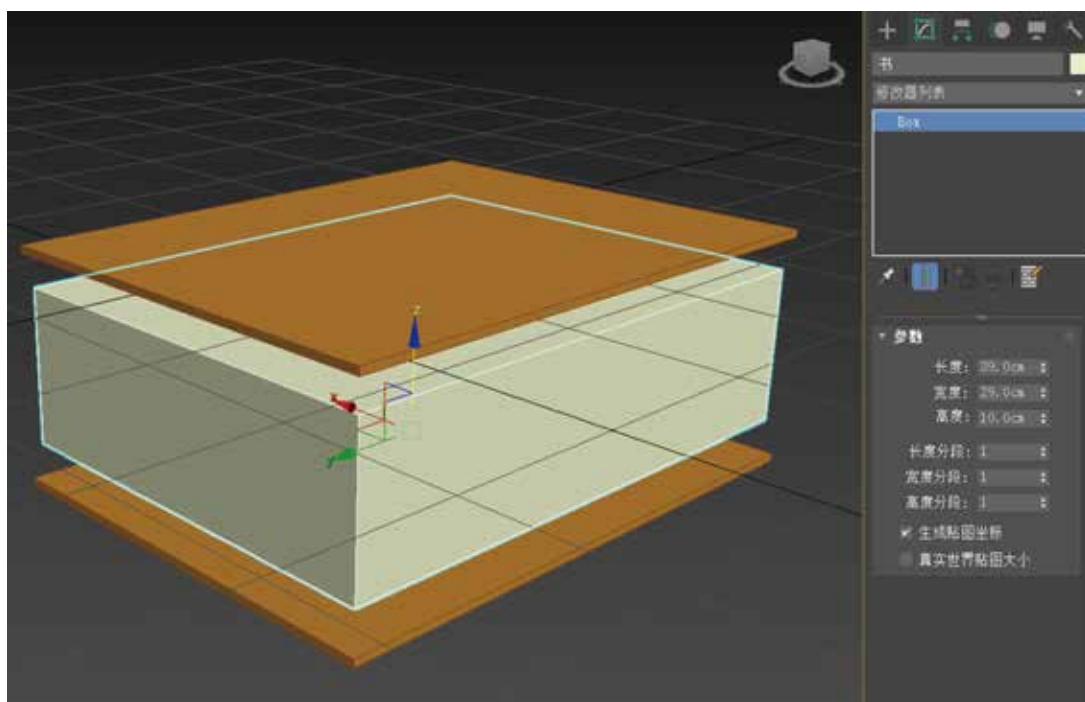 书
修改器列表
Box
参数
长度: 39.0cm
宽度: 29.0cm
高度: 10.0cm
长度分段: 1
宽度分段: 1
高度分段: 1
生成贴图坐标
真实世界贴图大小
z
x
y